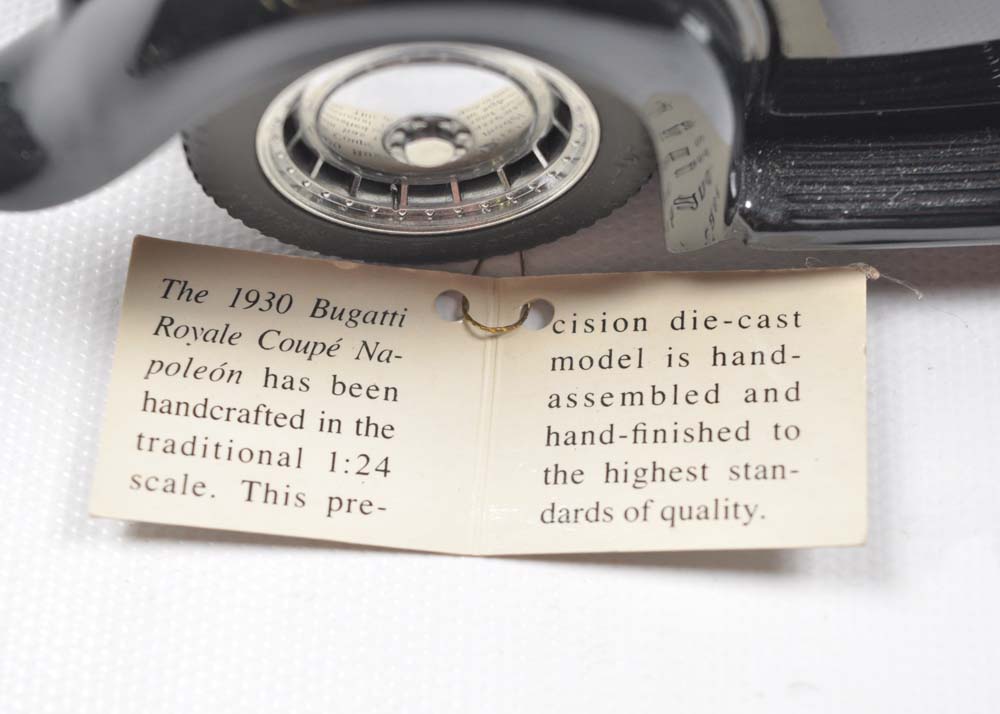 The 1930 Bugatti
Royale Coupé Na-
poleón has been
handcrafted in the
traditional 1:24
scale. This pre-
cision die-cast
model is hand-
assembled and
hand-finished to
the highest stan-
dards of quality.